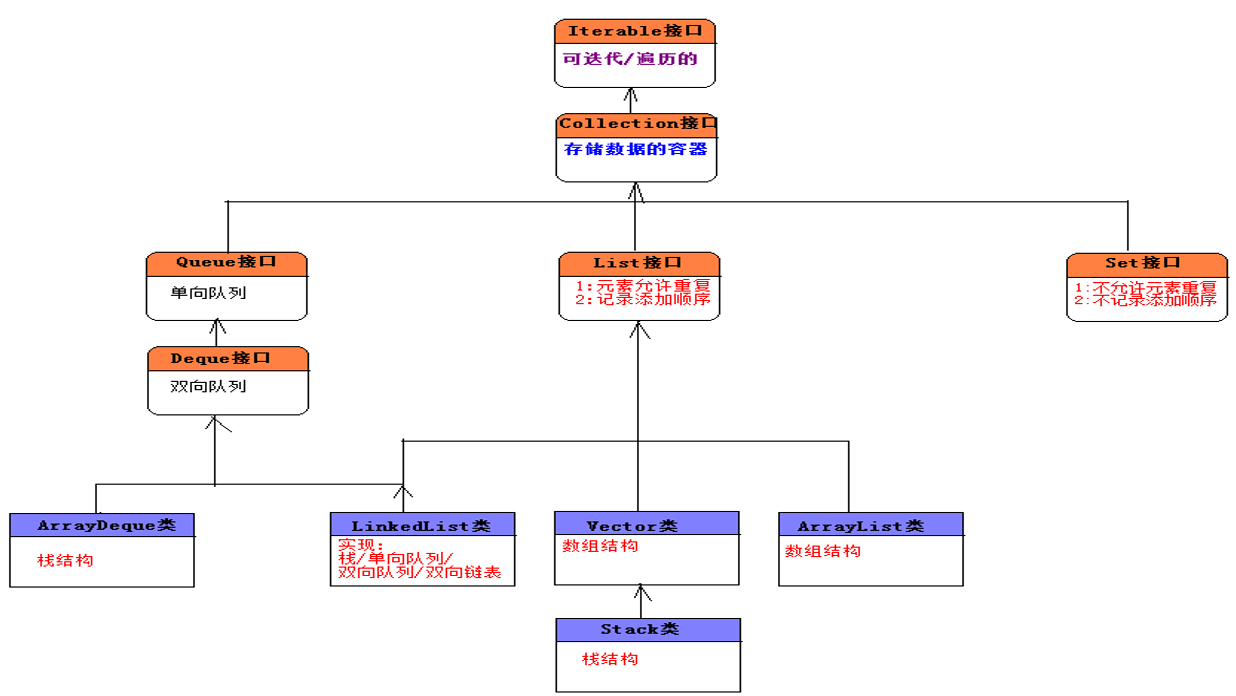 Iterable接口
可迭代/遍历的
Collection接口
存储数据的容器
Queue接口
单向队列
List接口
1:元素允许重复
2:记录添加顺序
Set接口
1:不允许元素重复
2:不记录添加顺序
Deque接口
双向队列
ArrayDeque类
栈结构
LinkedList类
实现:
栈/单向队列/
双向队列/双向链表
Vector类
数组结构
ArrayList类
数组结构
Stack类
栈结构